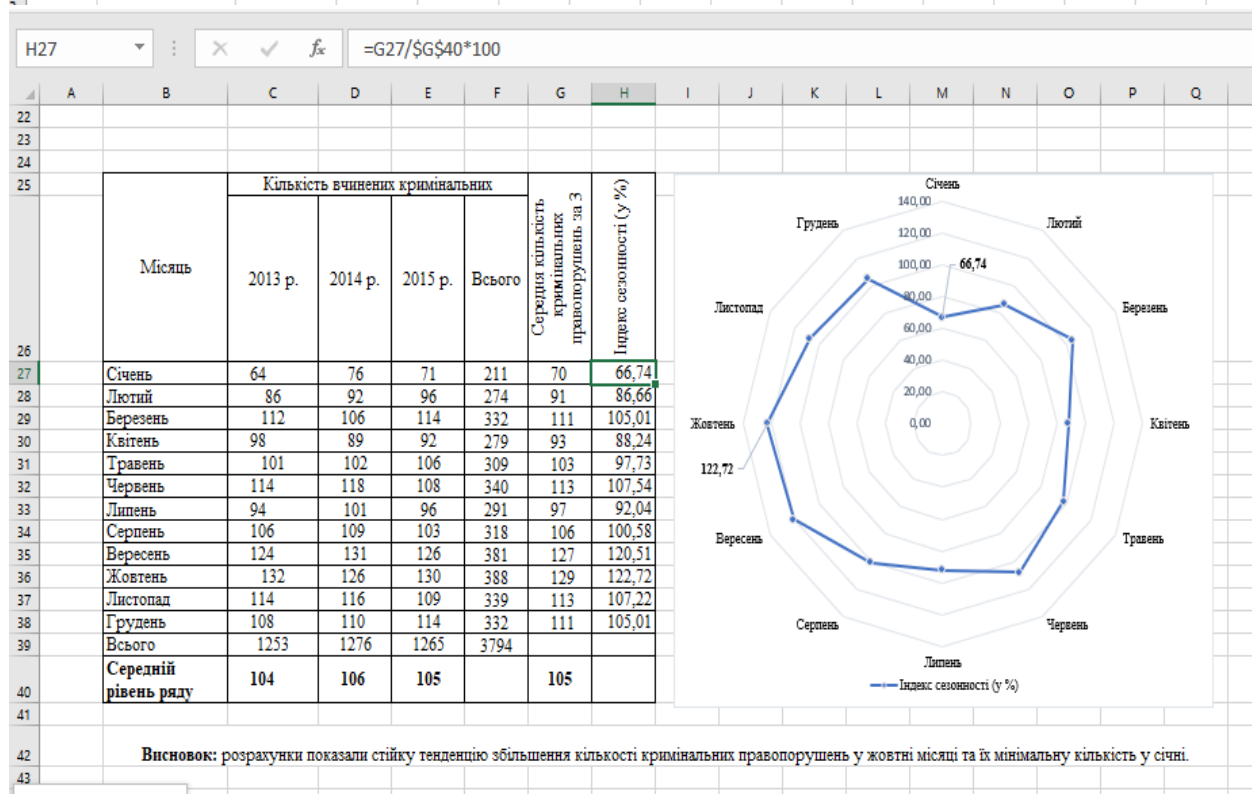 H27 fx =G27/$G$40*100
A B C D E F G H I J K L M N O P Q
22
23
24
25 Кількість вчинених кримінальних
26 Місяць 2013 р. 2014 р. 2015 р. Всього Середня кількість кримінальних правопорушень за 3 Індекс сезонності (у %)
27 Січень 64 76 71 211 70 66,74
28 Лютий 86 92 96 274 91 86,66
29 Березень 112 106 114 332 111 105,01
30 Квітень 98 89 92 279 93 88,24
31 Травень 101 102 106 309 103 97,73
32 Червень 114 118 108 340 113 107,54
33 Липень 94 101 96 291 97 92,04
34 Серпень 106 109 103 318 106 100,58
35 Вересень 124 131 126 381 127 120,51
36 Жовтень 132 126 130 388 129 122,72
37 Листопад 114 116 109 339 113 107,22
38 Грудень 108 110 114 332 111 105,01
39 Всього 1253 1276 1265 3794
40 Середній рівень ряду 104 106 105 105
41
Січень
140,00
Грудень Лютий
120,00
100,00 66,74
Листопад 80,00 Березень
60,00
40,00
20,00
Жовтень 0,00 Квітень
122,72
Вересень Травень
Серпень Червень
Липень
Індекс сезонності (у %)
42 Висновок: розрахунки показали стійку тенденцію збільшення кількості кримінальних правопорушень у жовтні місяці та їх мінімальну кількість у січні.
43